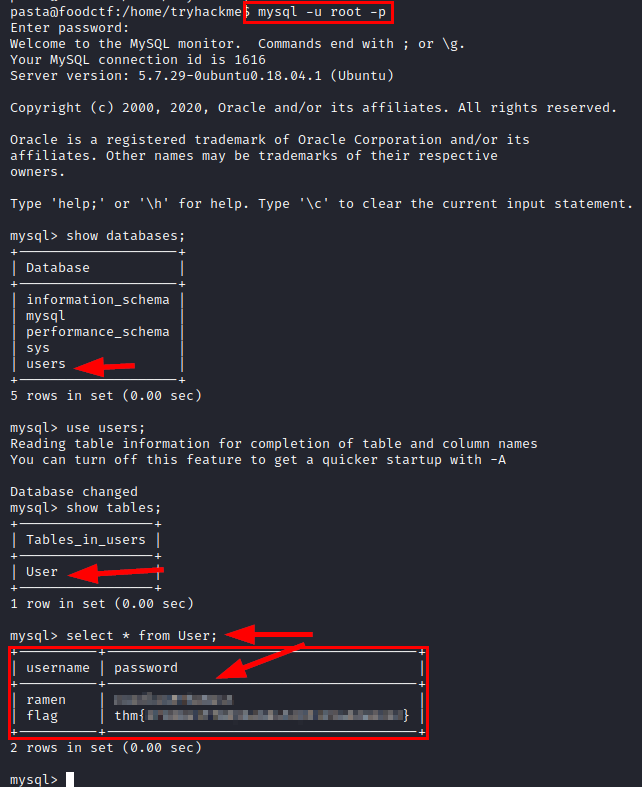 pasta@foodctf:/home/tryhackme$ mysql -u root -p
Enter password:
Welcome to the MySQL monitor.  Commands end with ; or \g.
Your MySQL connection id is 1616
Server version: 5.7.29-0ubuntu0.18.04.1 (Ubuntu)
Copyright (c) 2000, 2020, Oracle and/or its affiliates. All rights reserved.
Oracle is a registered trademark of Oracle Corporation and/or its
affiliates. Other names may be trademarks of their respective
owners.
Type 'help;' or '\h' for help. Type '\c' to clear the current input statement.
mysql> show databases;
+--------------------+
| Database           |
+--------------------+
| information_schema |
| mysql              |
| performance_schema |
| sys                |
| users              |
+--------------------+
5 rows in set (0.00 sec)
mysql> use users;
Reading table information for completion of table and column names
You can turn off this feature to get a quicker startup with -A
Database changed
mysql> show tables;
+-----------------+
| Tables_in_users |
+-----------------+
| User            |
+-----------------+
1 row in set (0.00 sec)
mysql> select * from User;
+----------+---------------------------------------+
| username | password                              |
+----------+---------------------------------------+
| ramen    |                                       |
| flag     | thm{                                } |
+----------+---------------------------------------+
2 rows in set (0.00 sec)
mysql>